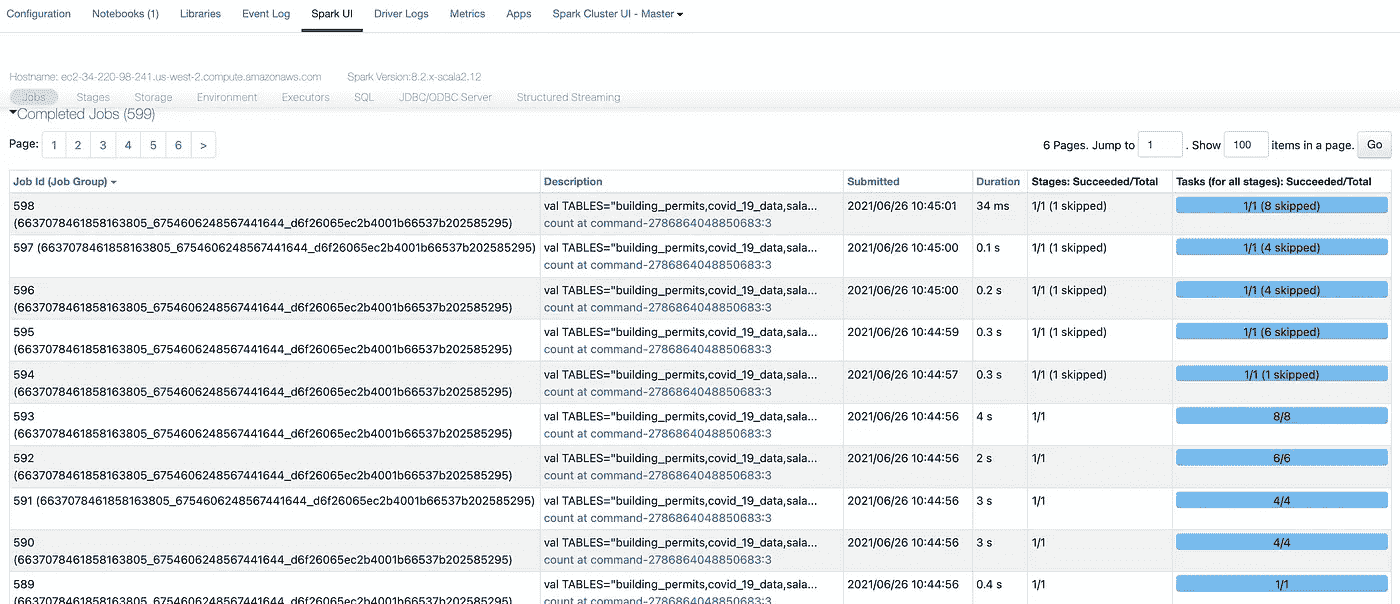 Configuration Notebooks (1) Libraries Event Log Spark UI Driver Logs Metrics Apps Spark Cluster UI - Master
Hostname: ec2-34-220-98-241.us-west-2.compute.amazonaws.com Spark Version:8.2.x-scala2.12
Jobs Stages Storage Environment Executors SQL JDBC/ODBC Server Structured Streaming
Completed Jobs (599)
Page: 1 2 3 4 5 6 > 6 Pages. Jump to 1 . Show 100 items in a page. Go
Job Id (Job Group) Description Submitted Duration Stages: Succeeded/Total Tasks (for all stages): Succeeded/Total
598 val TABLES="building_permits,covid_19_data,sala... 2021/06/26 10:45:01 34 ms 1/1 (1 skipped) 1/1 (8 skipped)
(6637078461858163805_6754606248567441644_d6f26065ec2b4001b66537b202585295) count at command-2786864048850683:3
597 (6637078461858163805_6754606248567441644_d6f26065ec2b4001b66537b202585295) val TABLES="building_permits,covid_19_data,sala... 2021/06/26 10:45:00 0.1 s 1/1 (1 skipped) 1/1 (4 skipped)
count at command-2786864048850683:3
596 val TABLES="building_permits,covid_19_data,sala... 2021/06/26 10:45:00 0.2 s 1/1 (1 skipped) 1/1 (4 skipped)
(6637078461858163805_6754606248567441644_d6f26065ec2b4001b66537b202585295) count at command-2786864048850683:3
595 val TABLES="building_permits,covid_19_data,sala... 2021/06/26 10:44:59 0.3 s 1/1 (1 skipped) 1/1 (6 skipped)
(6637078461858163805_6754606248567441644_d6f26065ec2b4001b66537b202585295) count at command-2786864048850683:3
594 val TABLES="building_permits,covid_19_data,sala... 2021/06/26 10:44:57 0.3 s 1/1 (1 skipped) 1/1 (1 skipped)
(6637078461858163805_6754606248567441644_d6f26065ec2b4001b66537b202585295) count at command-2786864048850683:3
593 val TABLES="building_permits,covid_19_data,sala... 2021/06/26 10:44:56 4 s 1/1 8/8
(6637078461858163805_6754606248567441644_d6f26065ec2b4001b66537b202585295) count at command-2786864048850683:3
592 val TABLES="building_permits,covid_19_data,sala... 2021/06/26 10:44:56 2 s 1/1 6/6
(6637078461858163805_6754606248567441644_d6f26065ec2b4001b66537b202585295) count at command-2786864048850683:3
591 (6637078461858163805_6754606248567441644_d6f26065ec2b4001b66537b202585295) val TABLES="building_permits,covid_19_data,sala... 2021/06/26 10:44:56 3 s 1/1 4/4
count at command-2786864048850683:3
590 val TABLES="building_permits,covid_19_data,sala... 2021/06/26 10:44:56 3 s 1/1 4/4
(6637078461858163805_6754606248567441644_d6f26065ec2b4001b66537b202585295) count at command-2786864048850683:3
589 val TABLES="building_permits,covid_19_data,sala... 2021/06/26 10:44:56 0.4 s 1/1 1/1
(6637078461858163805_6754606248567441644_d6f26065ec2b4001b66537b202585295) count at command-2786864048850683:3